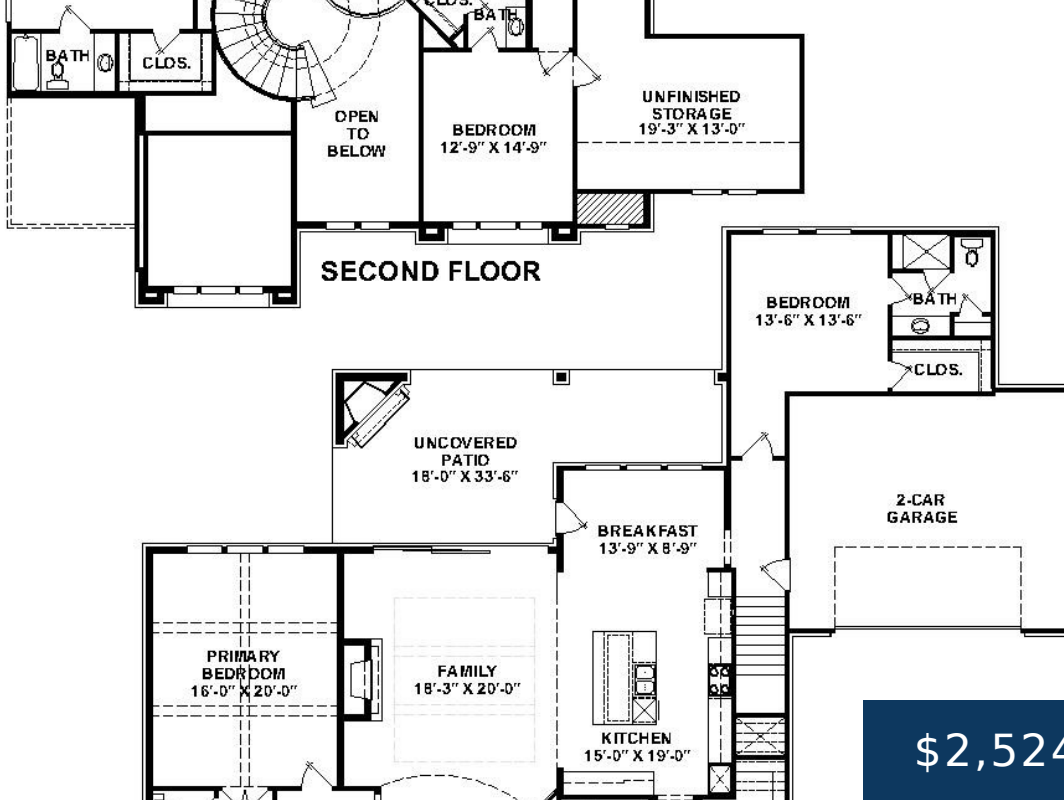 CLOS.
BATH
BATH
CLOS.
OPEN
TO
BELOW
BEDROOM
12'-9" X 14'-9"
UNFINISHED
STORAGE
19'-3" X 13'-0"
SECOND FLOOR
BEDROOM
13'-6" X 13'-6"
BATH
CLOS.
UNCOVERED
PATIO
18'-0" X 33'-6"
BREAKFAST
13'-9" X 8'-9"
2-CAR
GARAGE
PRIMARY
BEDROOM
16'-0" X 20'-0"
FAMILY
18'-3" X 20'-0"
KITCHEN
15'-0" X 19'-0"
$2,524